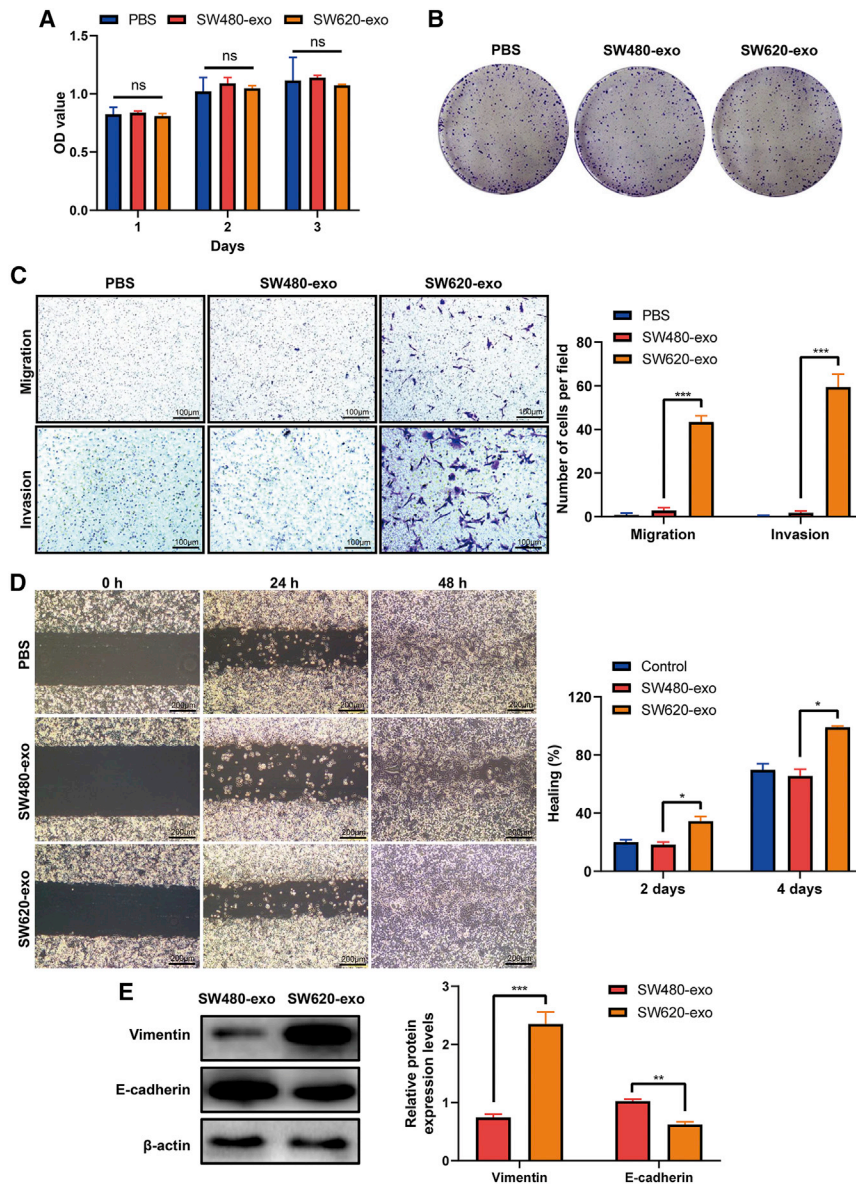 A
PBS SW480-exo SW620-exo
1.5
1.0
0.5
0.0
OD value
ns
ns
ns
1 2 3
Days
B
PBS SW480-exo SW620-exo
C
PBS SW480-exo SW620-exo
Migration
100μm 100μm 100μm
Invasion
100μm 100μm 100μm
PBS
SW480-exo
SW620-exo
80
60
40
20
0
Number of cells per field
***
***
Migration Invasion
D
0 h 24 h 48 h
PBS
200μm 200μm 200μm
SW480-exo
200μm 200μm 200μm
SW620-exo
200μm 200μm 200μm
Control
SW480-exo
SW620-exo
120
80
40
0
Healing (%)
*
*
2 days 4 days
E
SW480-exo SW620-exo
Vimentin
E-cadherin
β-actin
SW480-exo
SW620-exo
3
2
1
0
Relative protein
expression levels
***
**
Vimentin E-cadherin